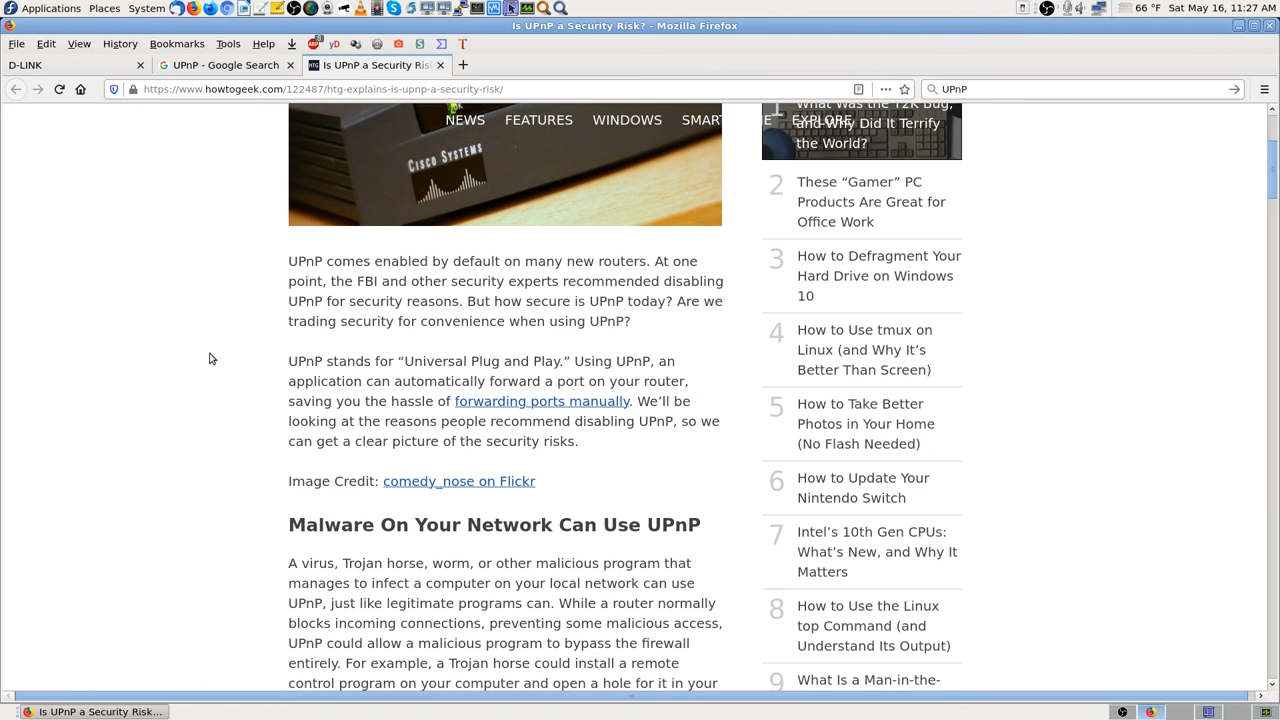 Applications Places System 66 °F Sat May 16, 11:27 AM
Is UPnP a Security Risk? - Mozilla Firefox
File Edit View History Bookmarks Tools Help
D-LINK UPnP - Google Search Is UPnP a Security Ris
https://www.howtogeek.com/122487/htg-explains-is-upnp-a-security-risk/ UPnP
NEWS FEATURES WINDOWS SMART E EXPLORE
CISCO SYSTEMS
UPnP comes enabled by default on many new routers. At one
point, the FBI and other security experts recommended disabling
UPnP for security reasons. But how secure is UPnP today? Are we
trading security for convenience when using UPnP?
UPnP stands for “Universal Plug and Play.” Using UPnP, an
application can automatically forward a port on your router,
saving you the hassle of forwarding ports manually. We’ll be
looking at the reasons people recommend disabling UPnP, so we
can get a clear picture of the security risks.
Image Credit: comedy_nose on Flickr
Malware On Your Network Can Use UPnP
A virus, Trojan horse, worm, or other malicious program that
manages to infect a computer on your local network can use
UPnP, just like legitimate programs can. While a router normally
blocks incoming connections, preventing some malicious access,
UPnP could allow a malicious program to bypass the firewall
entirely. For example, a Trojan horse could install a remote
control program on your computer and open a hole for it in your
1 What Was the Y2K Bug,
and Why Did It Terrify
the World?
2 These “Gamer” PC
Products Are Great for
Office Work
3 How to Defragment Your
Hard Drive on Windows
10
4 How to Use tmux on
Linux (and Why It’s
Better Than Screen)
5 How to Take Better
Photos in Your Home
(No Flash Needed)
6 How to Update Your
Nintendo Switch
7 Intel’s 10th Gen CPUs:
What’s New, and Why It
Matters
8 How to Use the Linux
top Command (and
Understand Its Output)
9 What Is a Man-in-the-
Is UPnP a Security Risk...